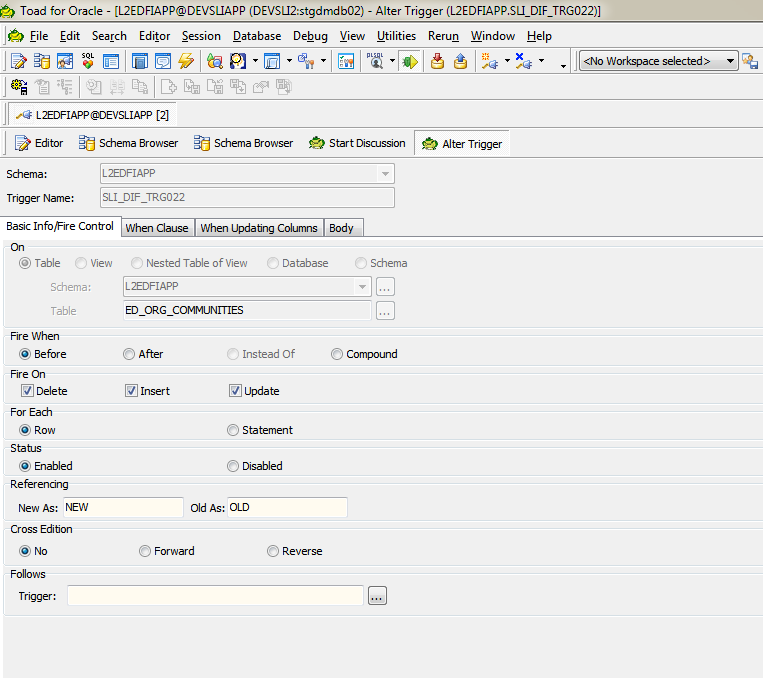 Toad for Oracle - [L2EDFIAPP@DEVSLIAPP (DEVSLI2:stgdmdb02) - Alter Trigger (L2EDFIAPP.SLI_DIF_TRG022)]
File Edit Search Editor Session Database Debug View Utilities Rerun Window Help
SQL PL/SQL <No Workspace selected>
L2EDFIAPP@DEVSLIAPP [2]
Editor Schema Browser Schema Browser Start Discussion Alter Trigger
Schema: L2EDFIAPP
Trigger Name: SLI_DIF_TRG022
Basic Info/Fire Control When Clause When Updating Columns Body
On
Table View Nested Table of View Database Schema
Schema: L2EDFIAPP ...
Table ED_ORG_COMMUNITIES ...
Fire When
Before After Instead Of Compound
Fire On
Delete Insert Update
For Each
Row Statement
Status
Enabled Disabled
Referencing
New As: NEW Old As: OLD
Cross Edition
No Forward Reverse
Follows
Trigger: ...